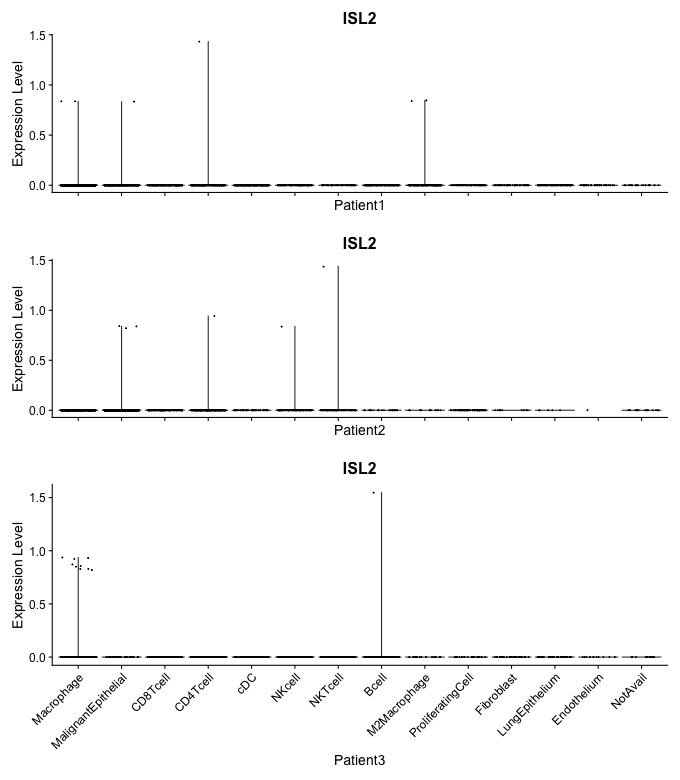 ISL2
Expression Level
1.5
1.0
0.5
0.0
Patient1
ISL2
Expression Level
1.5
1.0
0.5
0.0
Patient2
ISL2
Expression Level
1.5
1.0
0.5
0.0
Macrophage
MalignantEpithelial
CD8Tcell
CD4Tcell
cDC
NKcell
NKTcell
Bcell
M2Macrophage
ProliferatingCell
Fibroblast
LungEpithelium
Endothelium
NotAvail
Patient3